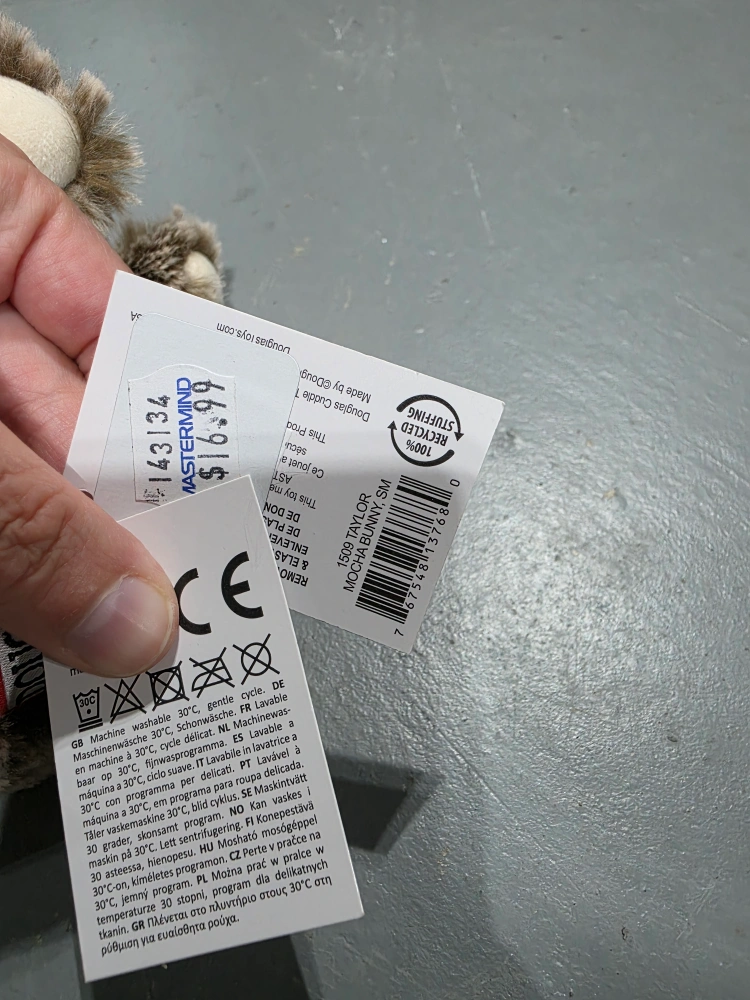 DouglasToys.com
Made by ©Doug
Douglas Cuddle T
This Prod
Ce jouet a
sécu
This toy me
AST
REMO
& ELAS
ENLEVE
DE PLA
DE DON
143134
MASTERMIND
$16.99
100%
RECYCLED
STUFFING
1509 TAYLOR
MOCHA BUNNY, SM
7 67548 13768 0
CE
30C
GB Machine washable 30°C, gentle cycle. DE
Maschinenwäsche 30°C, Schonwäsche. FR Lavable
en machine à 30°C, cycle délicat. NL Machinewas-
baar op 30°C, fijnwasprogramma. ES Lavable a
máquina a 30°C, ciclo suave. IT Lavabile in lavatrice a
30°C con programma per delicati. PT Lavável à
máquina a 30°C, em programa para roupa delicada.
Tåler vaskemaskine 30°C, blid cyklus. SE Maskintvätt
30 grader, skonsamt program. NO Kan vaskes i
maskin på 30°C. Lett sentrifugering. FI Konepestävä
30 asteessa, hienopesu. HU Mosható mosógéppel
30°C-on, kíméletes programon. CZ Perte v pračce na
30°C, jemný program. PL Można prać w pralce w
temperaturze 30 stopni, program dla delikatnych
tkanin. GR Πλένεται στο πλυντήριο στους 30°C στη
ρύθμιση για ευαίσθητα ρούχα.